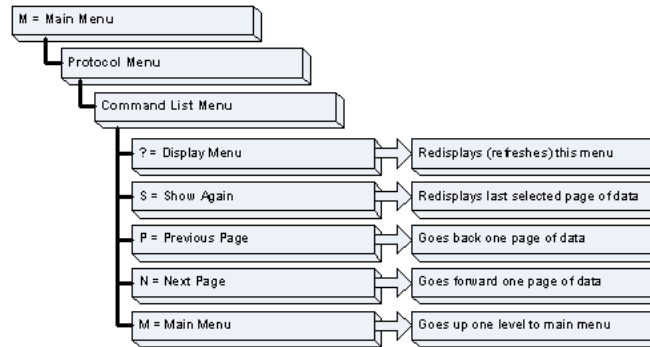 M = Main Menu
Protocol Menu
Command List Menu
? = Display Menu
Redisplays (refreshes) this menu
S = Show Again
Redisplays last selected page of data
P = Previous Page
Goes back one page of data
N = Next Page
Goes forward one page of data
M = Main Menu
Goes up one level to main menu